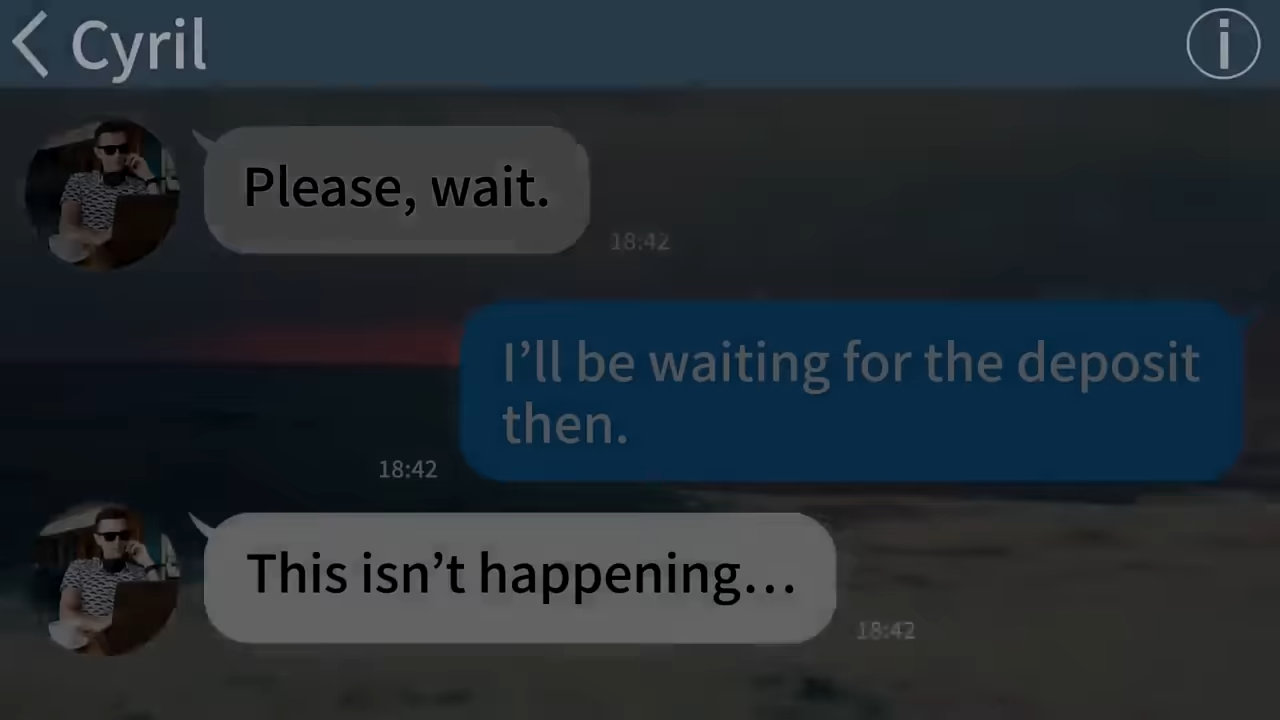 Cyril
Please, wait.
18:42
I’ll be waiting for the deposit
then.
18:42
This isn’t happening…
18:42